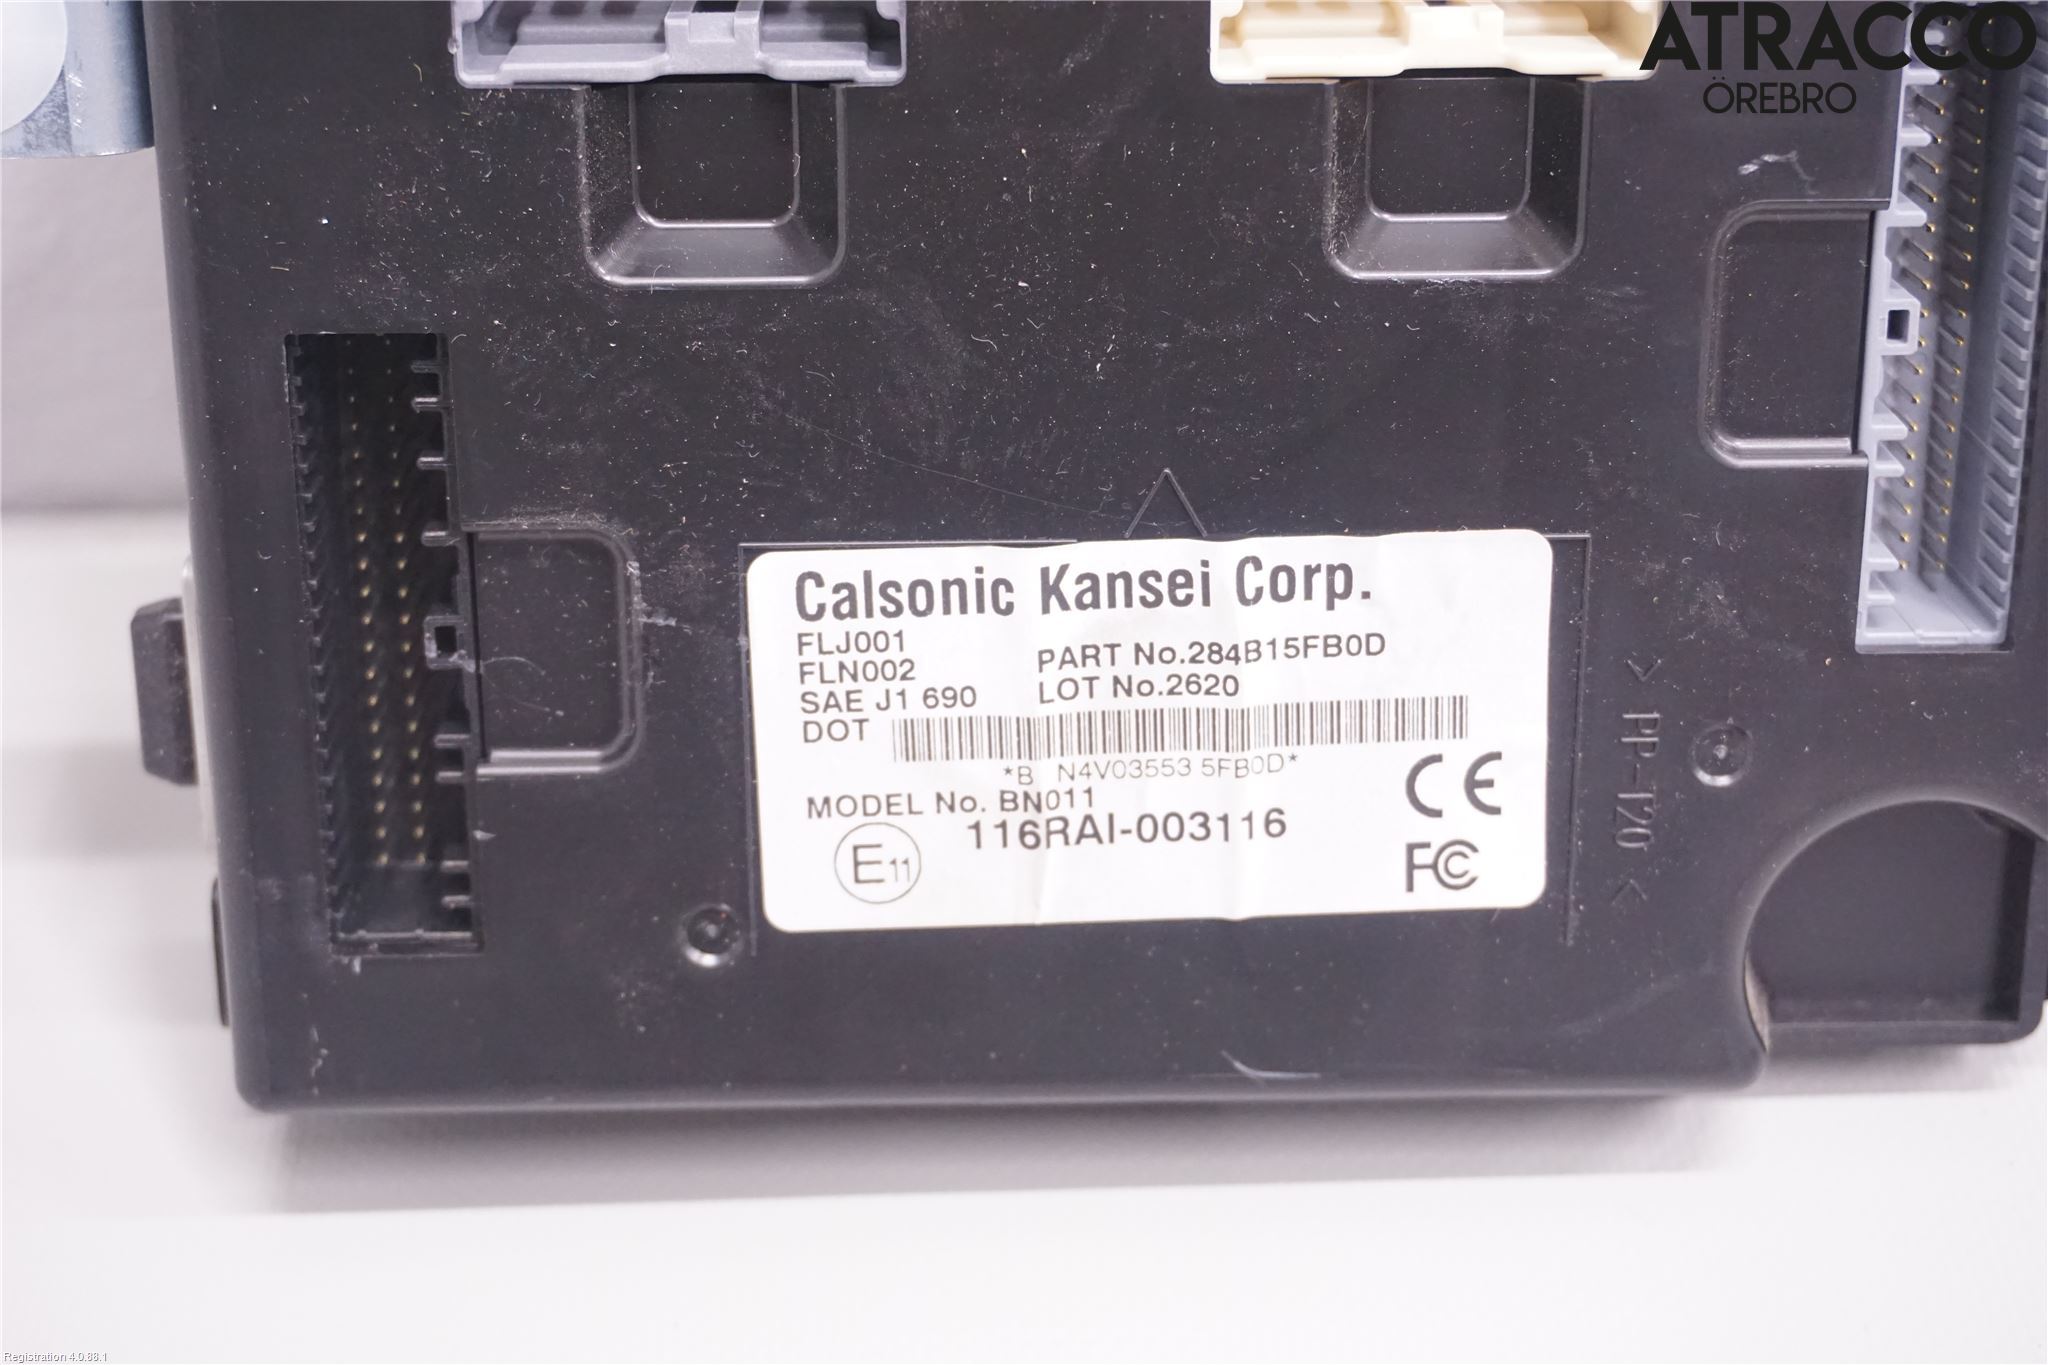 ATRACCO
ÖREBRO
Calsonic Kansei Corp.
FLJ001
FLN002
PART No.284B15FB0D
SAE J1 690
LOT No.2620
DOT
*B N4V03553 5FB0D*
MODEL No. BN011
116RAI-003116
E11
CE
FC
>PP-I20<
Registration 4.0.88.1